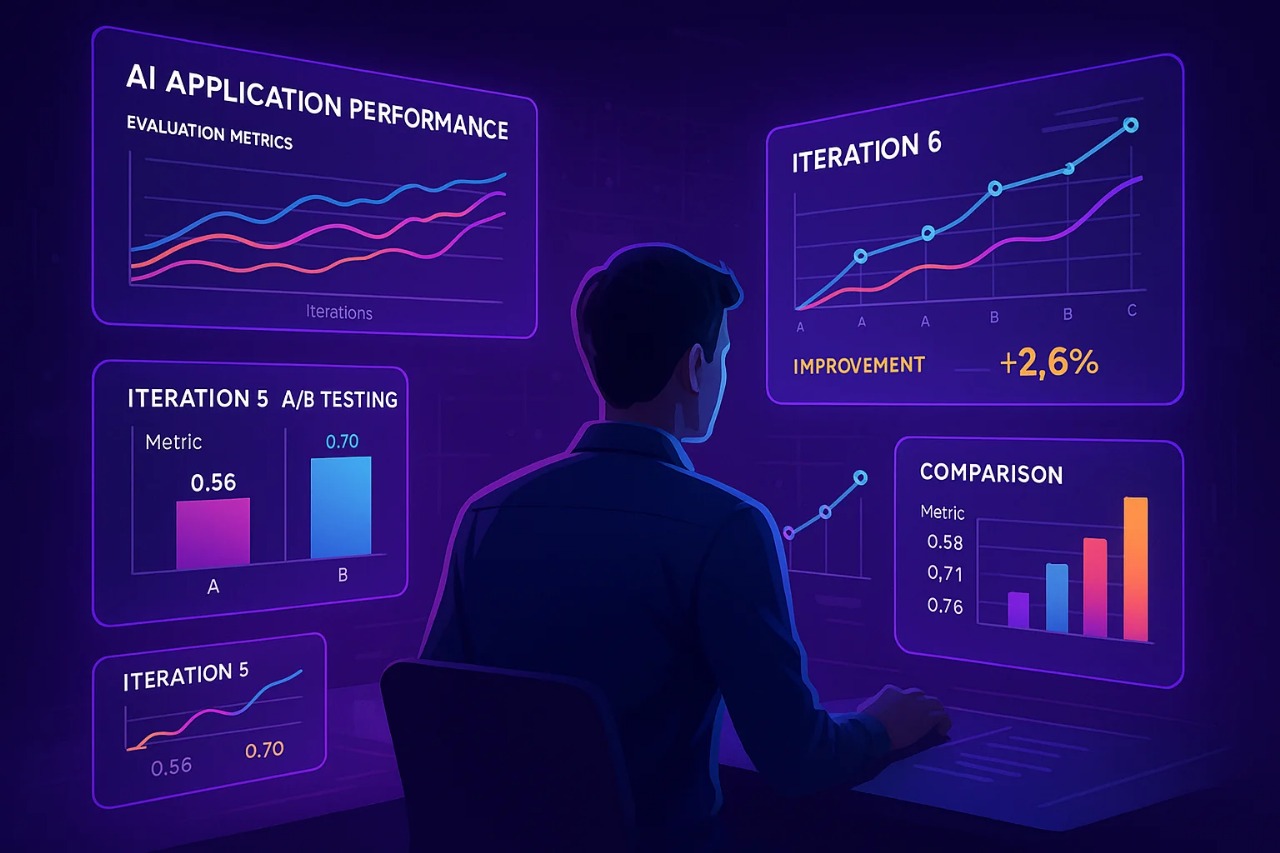 AI APPLICATION PERFORMANCE
EVALUATION METRICS
Iterations
ITERATION 5 A/B TESTING
Metric
0.56
0.70
A
B
ITERATION 5
0.56
0.70
ITERATION 6
A A A B B C
IMPROVEMENT +2,6%
COMPARISON
Metric
0.58
0,71
0.76